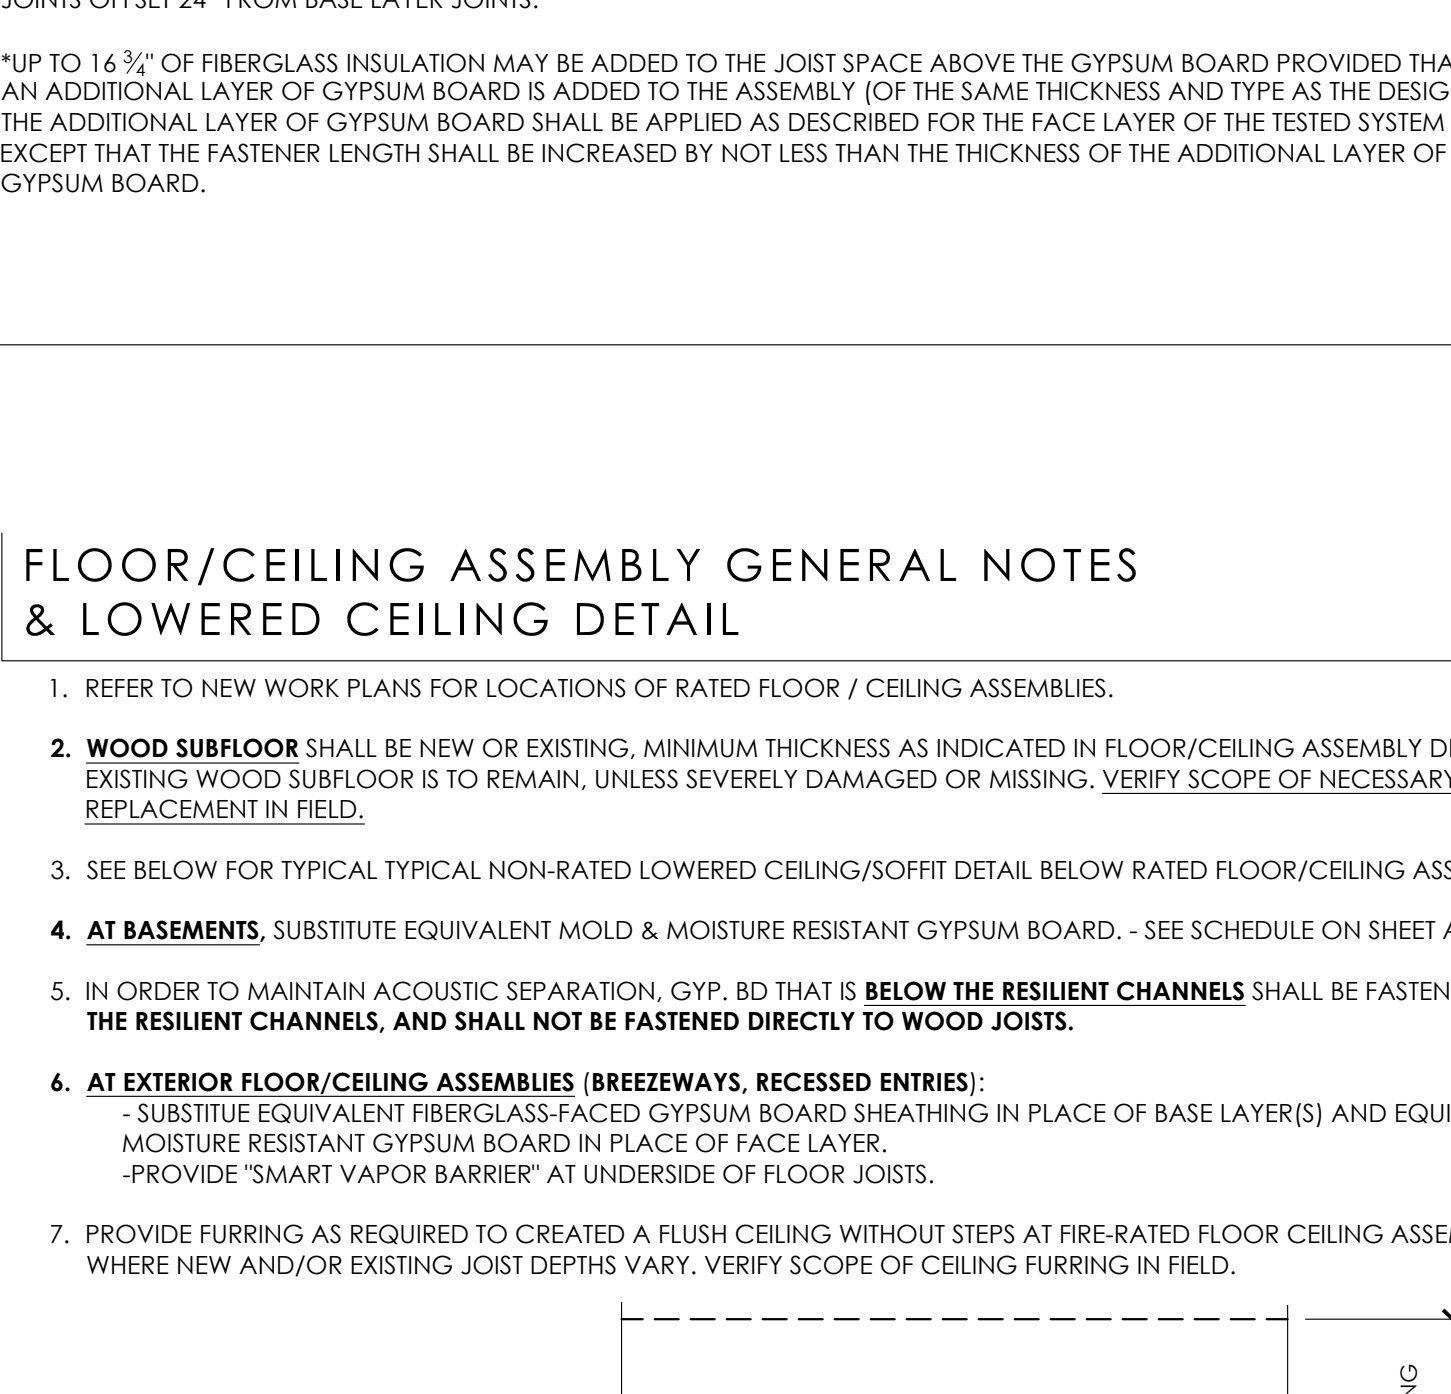 JOINTS OFFSET 24" FROM BASE LAYER JOINTS.
*UP TO 16 3/4" OF FIBERGLASS INSULATION MAY BE ADDED TO THE JOIST SPACE ABOVE THE GYPSUM BOARD PROVIDED THA
AN ADDITIONAL LAYER OF GYPSUM BOARD IS ADDED TO THE ASSEMBLY (OF THE SAME THICKNESS AND TYPE AS THE DESIG
THE ADDITIONAL LAYER OF GYPSUM BOARD SHALL BE APPLIED AS DESCRIBED FOR THE FACE LAYER OF THE TESTED SYSTEM
EXCEPT THAT THE FASTENER LENGTH SHALL BE INCREASED BY NOT LESS THAN THE THICKNESS OF THE ADDITIONAL LAYER OF
GYPSUM BOARD.
FLOOR/CEILING ASSEMBLY GENERAL NOTES
& LOWERED CEILING DETAIL
1. REFER TO NEW WORK PLANS FOR LOCATIONS OF RATED FLOOR / CEILING ASSEMBLIES.
2. WOOD SUBFLOOR SHALL BE NEW OR EXISTING, MINIMUM THICKNESS AS INDICATED IN FLOOR/CEILING ASSEMBLY D
EXISTING WOOD SUBFLOOR IS TO REMAIN, UNLESS SEVERELY DAMAGED OR MISSING. VERIFY SCOPE OF NECESSARY
REPLACEMENT IN FIELD.
3. SEE BELOW FOR TYPICAL TYPICAL NON-RATED LOWERED CEILING/SOFFIT DETAIL BELOW RATED FLOOR/CEILING ASS
4. AT BASEMENTS, SUBSTITUTE EQUIVALENT MOLD & MOISTURE RESISTANT GYPSUM BOARD. - SEE SCHEDULE ON SHEET A
5. IN ORDER TO MAINTAIN ACOUSTIC SEPARATION, GYP. BD THAT IS BELOW THE RESILIENT CHANNELS SHALL BE FASTEN
THE RESILIENT CHANNELS, AND SHALL NOT BE FASTENED DIRECTLY TO WOOD JOISTS.
6. AT EXTERIOR FLOOR/CEILING ASSEMBLIES (BREEZEWAYS, RECESSED ENTRIES):
- SUBSTITUE EQUIVALENT FIBERGLASS-FACED GYPSUM BOARD SHEATHING IN PLACE OF BASE LAYER(S) AND EQUI
MOISTURE RESISTANT GYPSUM BOARD IN PLACE OF FACE LAYER.
-PROVIDE "SMART VAPOR BARRIER" AT UNDERSIDE OF FLOOR JOISTS.
7. PROVIDE FURRING AS REQUIRED TO CREATED A FLUSH CEILING WITHOUT STEPS AT FIRE-RATED FLOOR CEILING ASSE
WHERE NEW AND/OR EXISTING JOIST DEPTHS VARY. VERIFY SCOPE OF CEILING FURRING IN FIELD.
NG